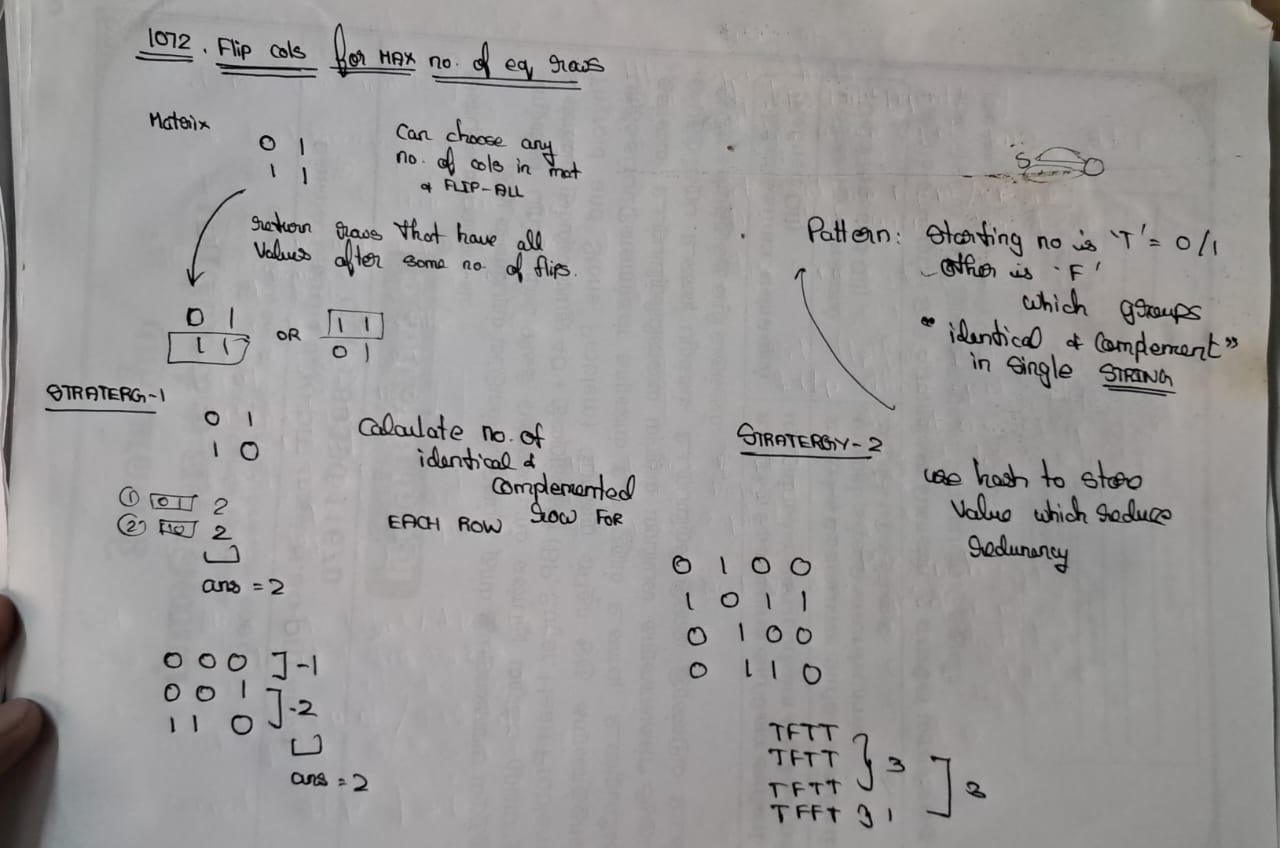 1072. Flip cols for MAX no. of eq rows
Matrix
0 1
1 1
Can choose any
no. of cols in mat
& FLIP-ALL
return rows that have all
values after some no. of flips.
0 1
1 1
OR
1 1
0 1
STRATERG-1
0 1
1 0
Calculate no. of
identical &
complemented
row FOR
EACH ROW
① 01 2
② 10 2
ans = 2
0 0 0 ]-1
0 0 1
1 1 0 ]-2
ans = 2
S O
Pattern: Starting no is 'T' = 0/1
other is 'F'
which groups
"identical & complement"
in single STRING
STRATERGY-2
use hash to store
value which reduce
redunancy
0 1 0 0
1 0 1 1
0 1 0 0
0 1 1 0
TFTT
TFTT
TFTT } 3
TFFT } 1
] 3